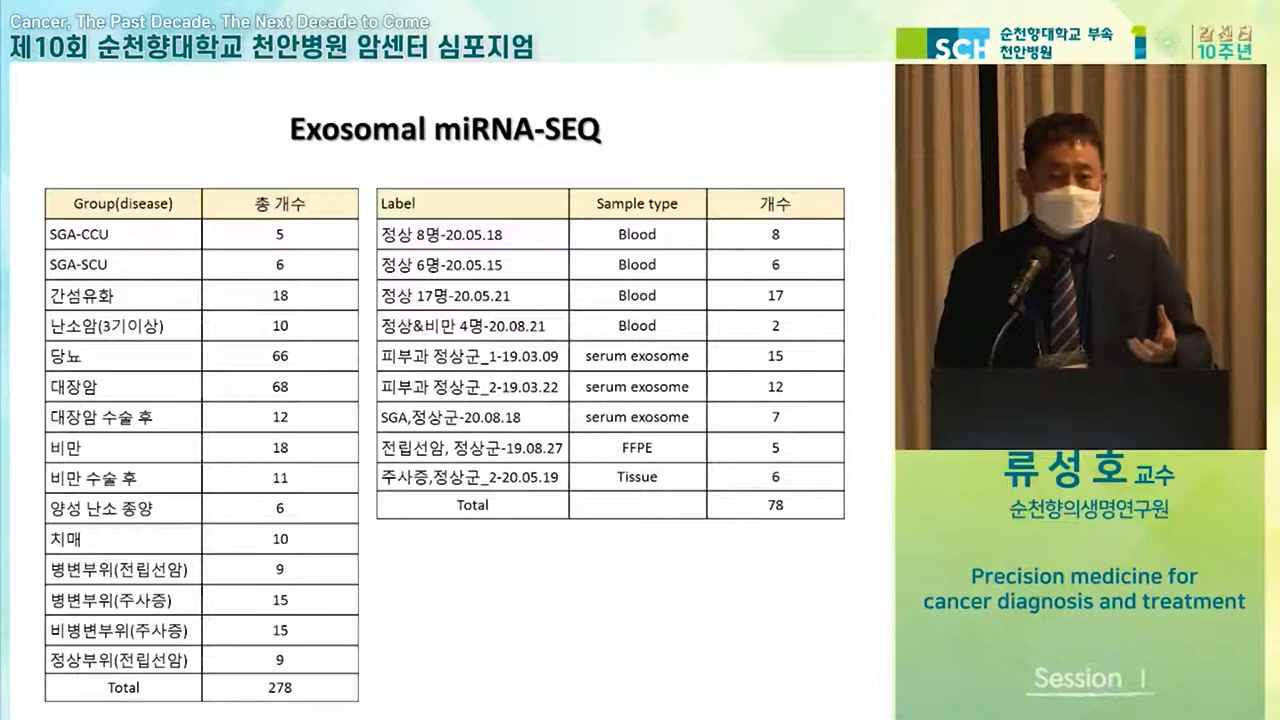 Cancer, The Past Decade, The Next Decade to Come
제10회 순천향대학교 천안병원 암센터 심포지엄
SCH 순천향대학교 부속
천안병원
암센터
10주년
Exosomal miRNA-SEQ
Group(disease) 총 개수
SGA-CCU 5
SGA-SCU 6
간섬유화 18
난소암(3기이상) 10
당뇨 66
대장암 68
대장암 수술 후 12
비만 18
비만 수술 후 11
양성 난소 종양 6
치매 10
병변부위(전립선암) 9
병변부위(주사증) 15
비병변부위(주사증) 15
정상부위(전립선암) 9
Total 278
Label Sample type 개수
정상 8명-20.05.18 Blood 8
정상 6명-20.05.15 Blood 6
정상 17명-20.05.21 Blood 17
정상&비만 4명-20.08.21 Blood 2
피부과 정상군_1-19.03.09 serum exosome 15
피부과 정상군_2-19.03.22 serum exosome 12
SGA,정상군-20.08.18 serum exosome 7
전립선암, 정상군-19.08.27 FFPE 5
주사증,정상군_2-20.05.19 Tissue 6
Total 78
류성호 교수
순천향의생명연구원
Precision medicine for
cancer diagnosis and treatment
Session I